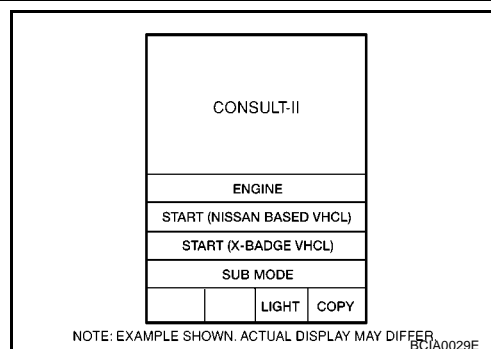 CONSULT-II
ENGINE
START (NISSAN BASED VHCL)
START (X-BADGE VHCL)
SUB MODE
LIGHT COPY
NOTE: EXAMPLE SHOWN. ACTUAL DISPLAY MAY DIFFER.
BCIA0029E